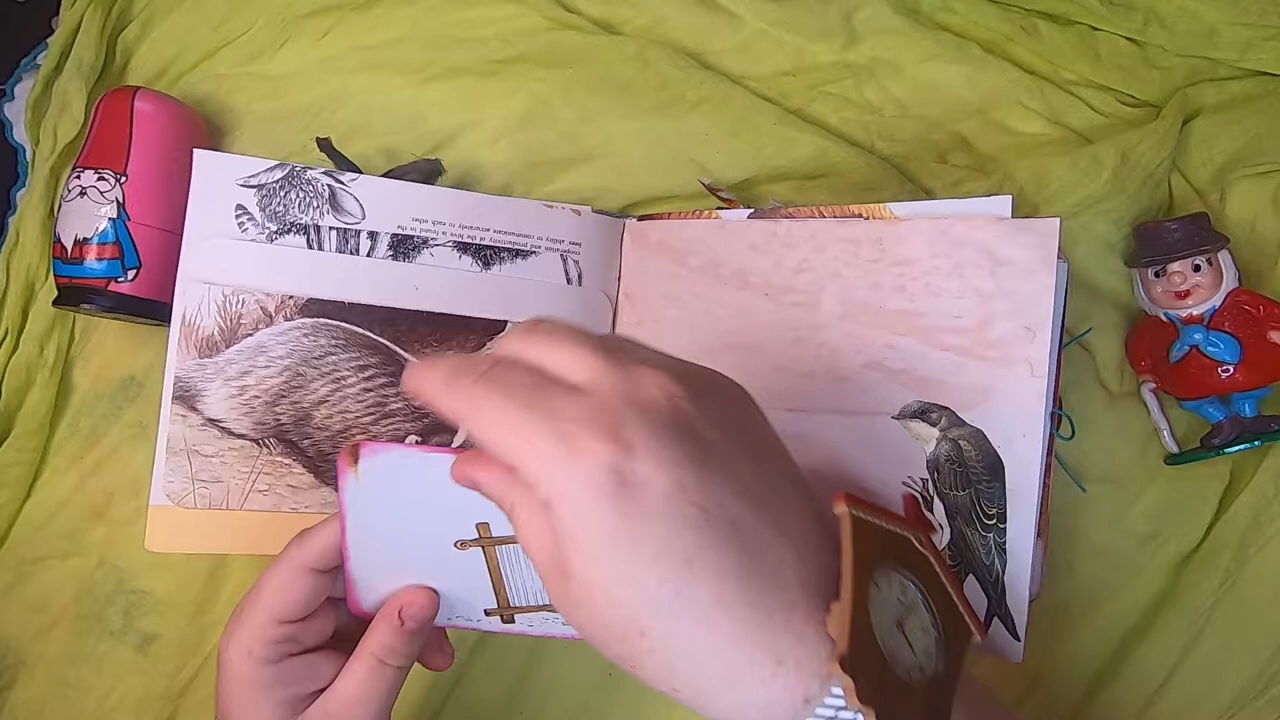 cooperation and productivity of the hive is found in the
bees' ability to communicate accurately to each other.